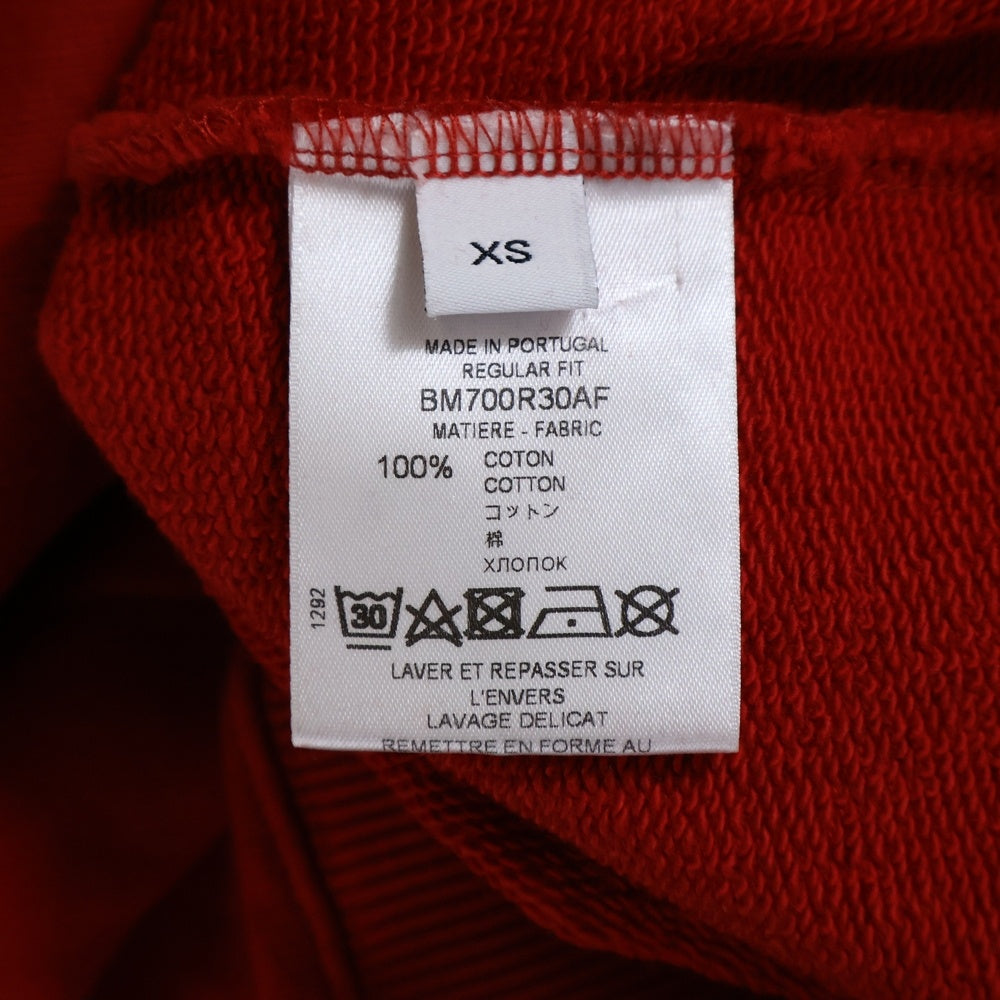 XS
MADE IN PORTUGAL
REGULAR FIT
BM700R30AF
MATIERE - FABRIC
100% COTON
COTTON
コットン
棉
ХЛОПОК
1292
30
LAVER ET REPASSER SUR
L'ENVERS
LAVAGE DELICAT
REMETTRE EN FORME AU